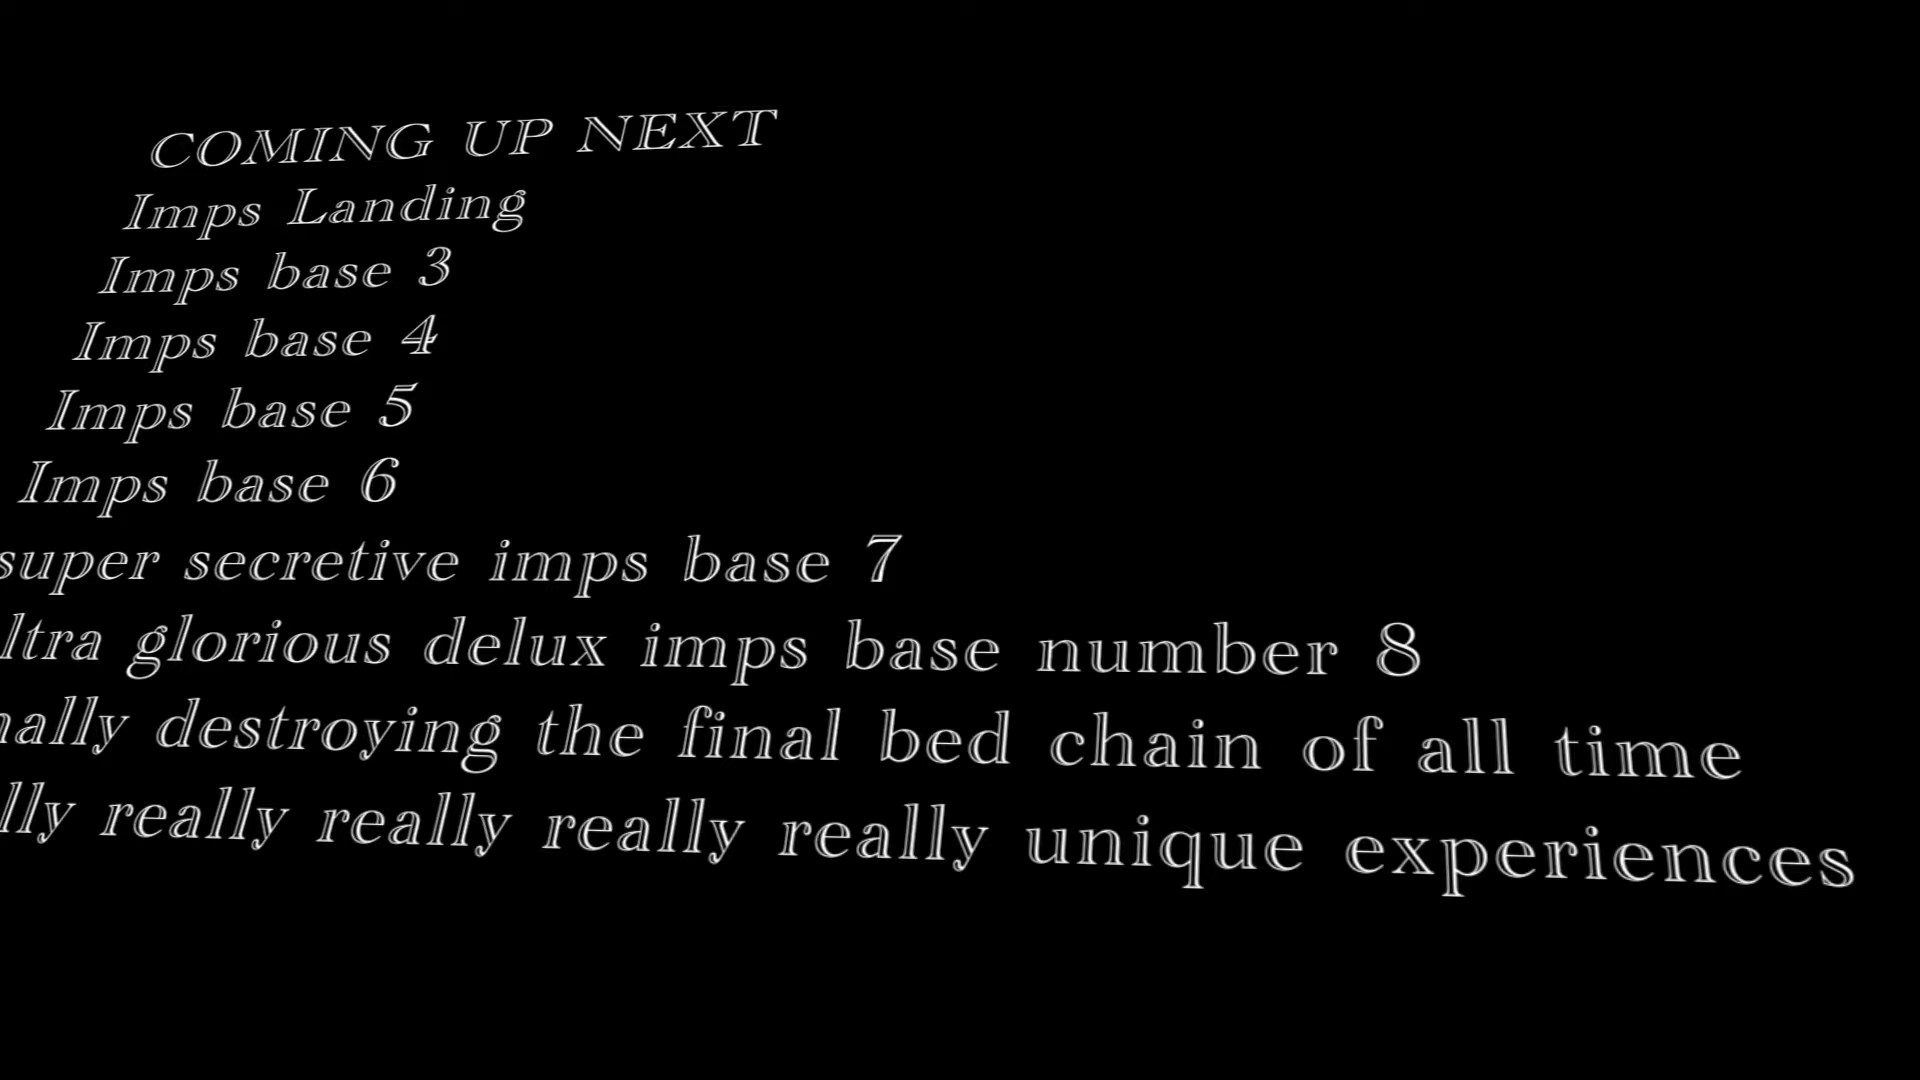 COMING UP NEXT
Imps Landing
Imps base 3
Imps base 4
Imps base 5
Imps base 6
super secretive imps base 7
ltra glorious delux imps base number 8
nally destroying the final bed chain of all time
lly really really really really unique experiences